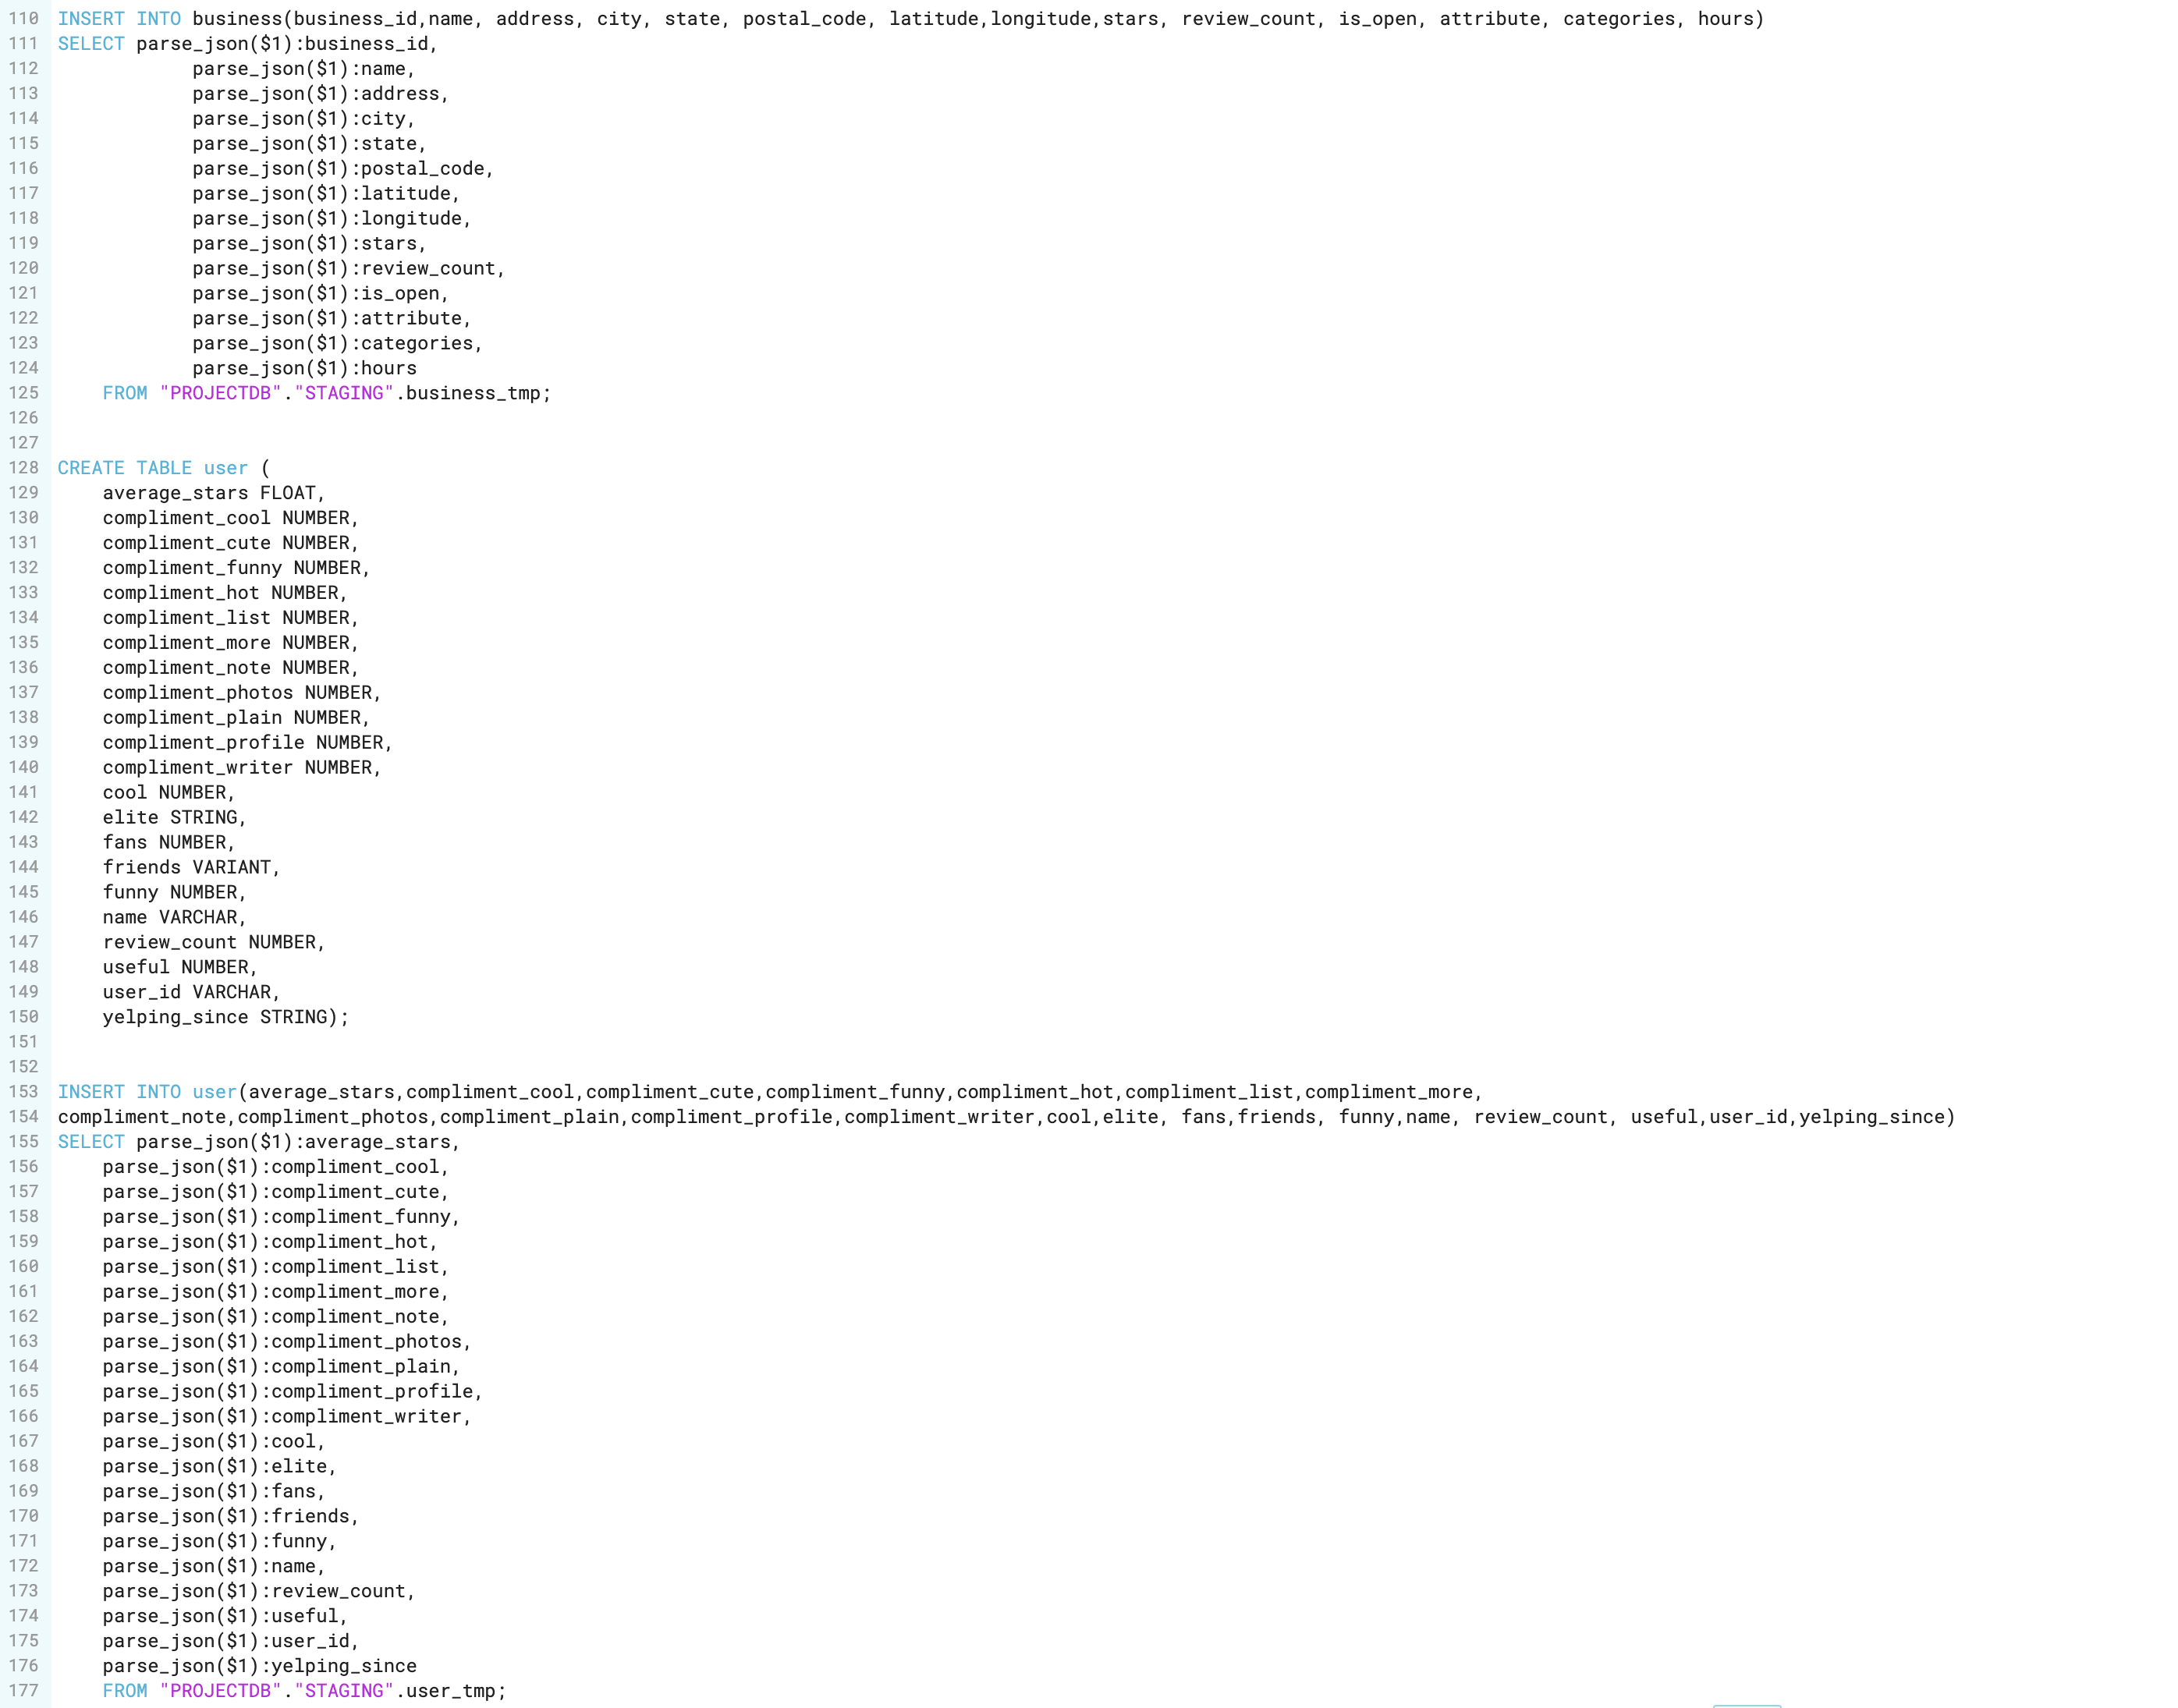 110 INSERT INTO business(business_id,name, address, city, state, postal_code, latitude,longitude,stars, review_count, is_open, attribute, categories, hours)
111 SELECT parse_json($1):business_id,
112 parse_json($1):name,
113 parse_json($1):address,
114 parse_json($1):city,
115 parse_json($1):state,
116 parse_json($1):postal_code,
117 parse_json($1):latitude,
118 parse_json($1):longitude,
119 parse_json($1):stars,
120 parse_json($1):review_count,
121 parse_json($1):is_open,
122 parse_json($1):attribute,
123 parse_json($1):categories,
124 parse_json($1):hours
125 FROM "PROJECTDB"."STAGING".business_tmp;
126
127
128 CREATE TABLE user (
129 average_stars FLOAT,
130 compliment_cool NUMBER,
131 compliment_cute NUMBER,
132 compliment_funny NUMBER,
133 compliment_hot NUMBER,
134 compliment_list NUMBER,
135 compliment_more NUMBER,
136 compliment_note NUMBER,
137 compliment_photos NUMBER,
138 compliment_plain NUMBER,
139 compliment_profile NUMBER,
140 compliment_writer NUMBER,
141 cool NUMBER,
142 elite STRING,
143 fans NUMBER,
144 friends VARIANT,
145 funny NUMBER,
146 name VARCHAR,
147 review_count NUMBER,
148 useful NUMBER,
149 user_id VARCHAR,
150 yelping_since STRING);
151
152
153 INSERT INTO user(average_stars,compliment_cool,compliment_cute,compliment_funny,compliment_hot,compliment_list,compliment_more,
154 compliment_note,compliment_photos,compliment_plain,compliment_profile,compliment_writer,cool,elite, fans,friends, funny,name, review_count, useful,user_id,yelping_since)
155 SELECT parse_json($1):average_stars,
156 parse_json($1):compliment_cool,
157 parse_json($1):compliment_cute,
158 parse_json($1):compliment_funny,
159 parse_json($1):compliment_hot,
160 parse_json($1):compliment_list,
161 parse_json($1):compliment_more,
162 parse_json($1):compliment_note,
163 parse_json($1):compliment_photos,
164 parse_json($1):compliment_plain,
165 parse_json($1):compliment_profile,
166 parse_json($1):compliment_writer,
167 parse_json($1):cool,
168 parse_json($1):elite,
169 parse_json($1):fans,
170 parse_json($1):friends,
171 parse_json($1):funny,
172 parse_json($1):name,
173 parse_json($1):review_count,
174 parse_json($1):useful,
175 parse_json($1):user_id,
176 parse_json($1):yelping_since
177 FROM "PROJECTDB"."STAGING".user_tmp;